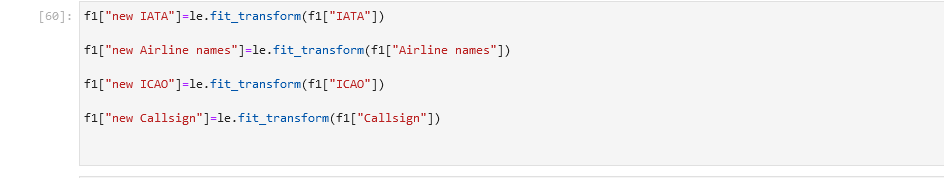 [60]: f1["new IATA"]=le.fit_transform(f1["IATA"])
f1["new Airline names"]=le.fit_transform(f1["Airline names"])
f1["new ICAO"]=le.fit_transform(f1["ICAO"])
f1["new Callsign"]=le.fit_transform(f1["Callsign"])